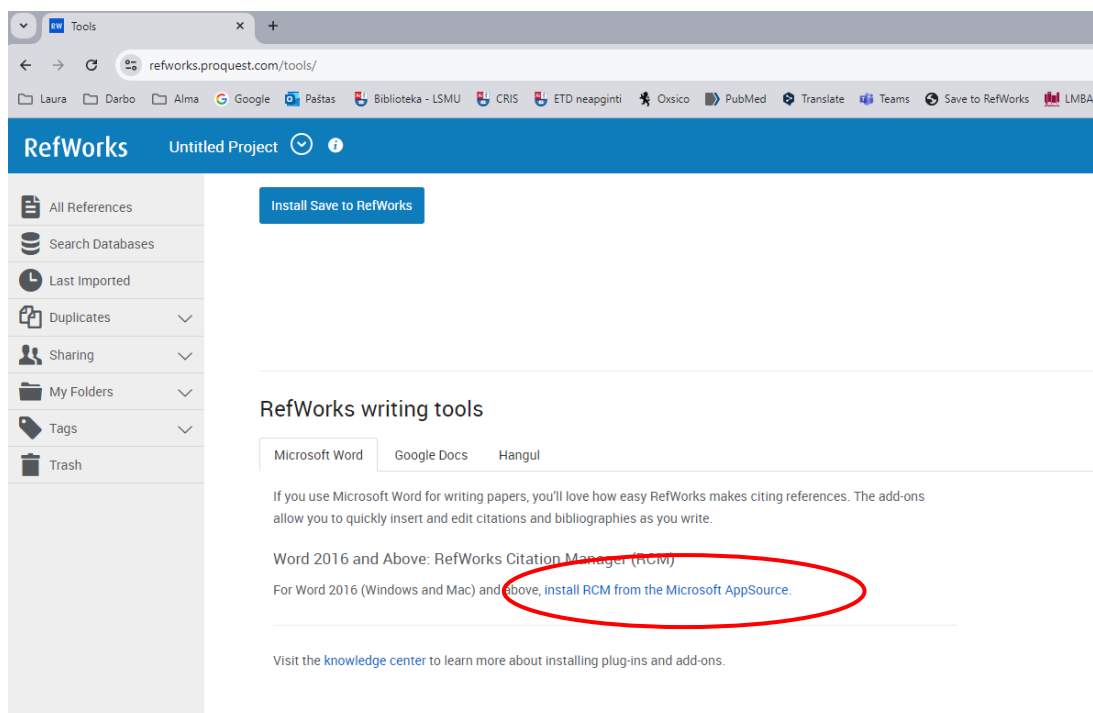 RW Tools × +
refworks.proquest.com/tools/
Laura Darbo Alma Google Paštas Biblioteka - LSMU CRIS ETD neapginti Oxsico PubMed Translate Teams Save to RefWorks LMBA
RefWorks Untitled Project i
All References
Install Save to RefWorks
Search Databases
Last Imported
Duplicates
Sharing
My Folders
Tags
Trash
RefWorks writing tools
Microsoft Word Google Docs Hangul
If you use Microsoft Word for writing papers, you'll love how easy RefWorks makes citing references. The add-ons
allow you to quickly insert and edit citations and bibliographies as you write.
Word 2016 and Above: RefWorks Citation Manager (RCM)
For Word 2016 (Windows and Mac) and above, install RCM from the Microsoft AppSource.
Visit the knowledge center to learn more about installing plug-ins and add-ons.